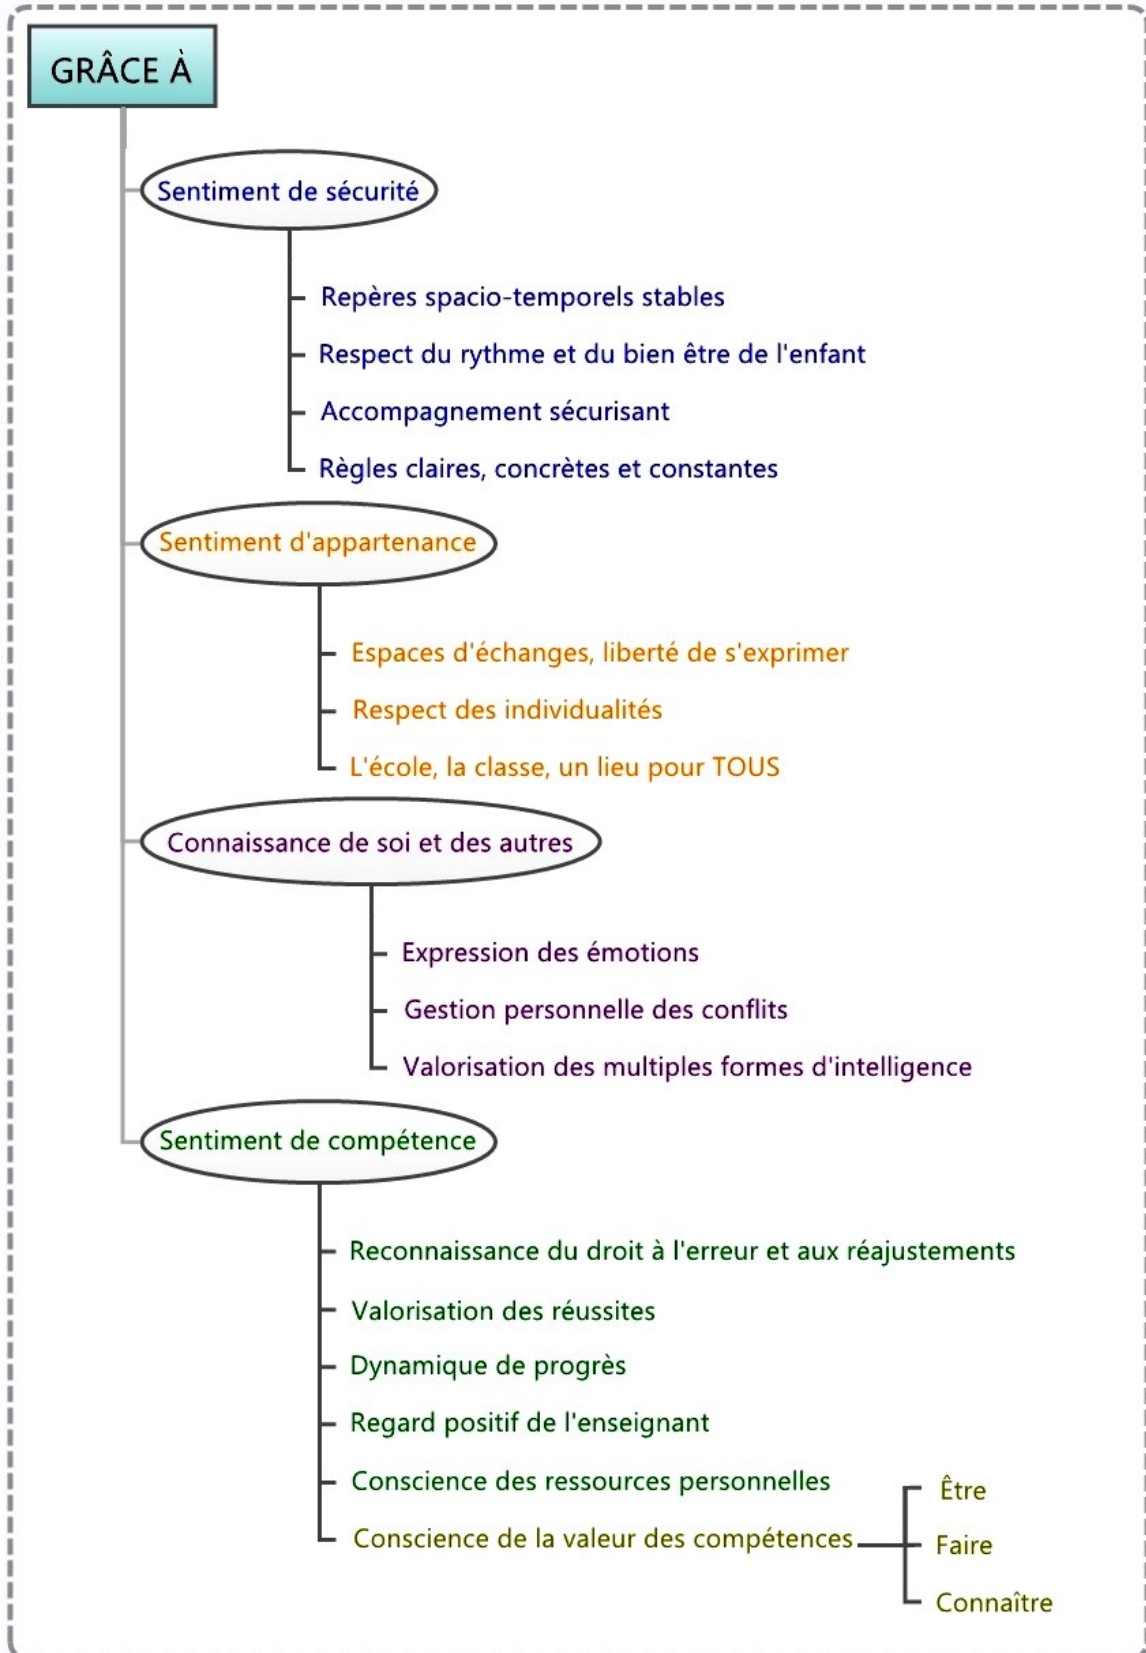 GRÂCE À
Sentiment de sécurité
Repères spacio-temporels stables
Respect du rythme et du bien être de l'enfant
Accompagnement sécurisant
Règles claires, concrètes et constantes
Sentiment d'appartenance
Espaces d'échanges, liberté de s'exprimer
Respect des individualités
L'école, la classe, un lieu pour TOUS
Connaissance de soi et des autres
Expression des émotions
Gestion personnelle des conflits
Valorisation des multiples formes d'intelligence
Sentiment de compétence
Reconnaissance du droit à l'erreur et aux réajustements
Valorisation des réussites
Dynamique de progrès
Regard positif de l'enseignant
Conscience des ressources personnelles
Conscience de la valeur des compétences
Être
Faire
Connaître